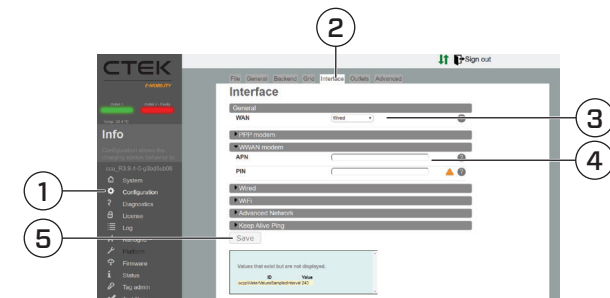 2
Sign out
CTEK
E-MOBILITY
File General Backend Grid Interface Outlets Advanced
Interface
General
WAN Wired
3
PPP modem
WWAN modem
APN
4
PIN
Wired
WiFi
Advanced Network
Keep Alive Ping
Save
Values that exist but are not displayed.
ID Value
Info
1
System
Configuration
Diagnostics
License
Log
5
Firmware
Status
Tag admin